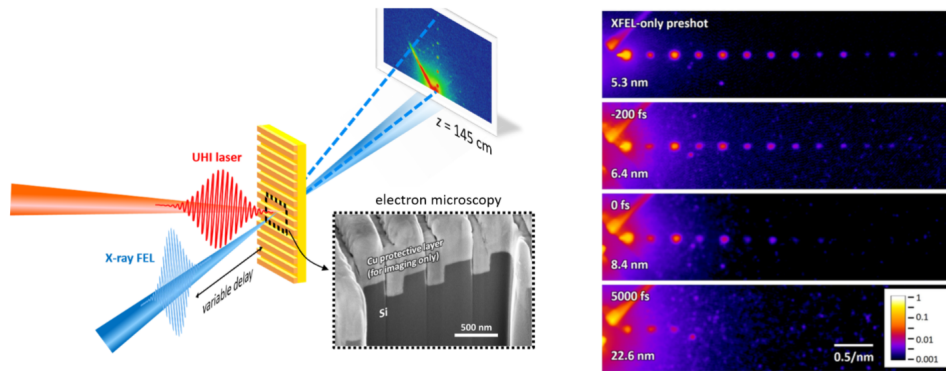 UHI laser
X-ray FEL
variable delay
z = 145 cm
electron microscopy
Cu protective layer
(for imaging only)
Si
500 nm
XFEL-only preshot
5.3 nm
-200 fs
6.4 nm
0 fs
8.4 nm
5000 fs
22.6 nm
0.5/nm
1
0.1
0.01
0.001